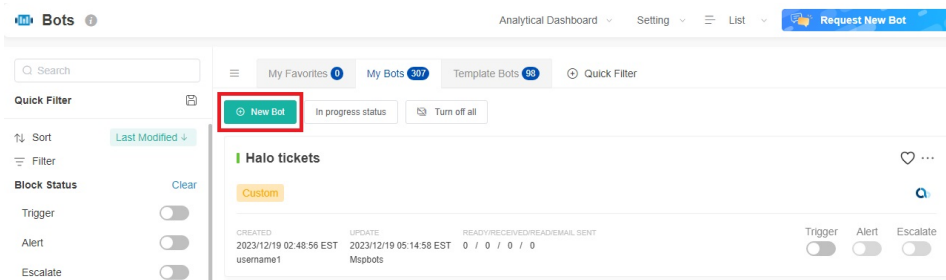 Bots
Analytical Dashboard
Setting
List
Request New Bot
Search
My Favorites 0
My Bots 307
Template Bots 98
Quick Filter
Quick Filter
New Bot
In progress status
Turn off all
Sort
Last Modified ↓
Filter
Block Status
Clear
Trigger
Alert
Escalate
Halo tickets
Custom
CREATED
2023/12/19 02:48:56 EST
username1
UPDATE
2023/12/19 05:14:58 EST
Mspbots
READY/RECEIVED/READ/EMAIL SENT
0 / 0 / 0 / 0
Trigger
Alert
Escalate